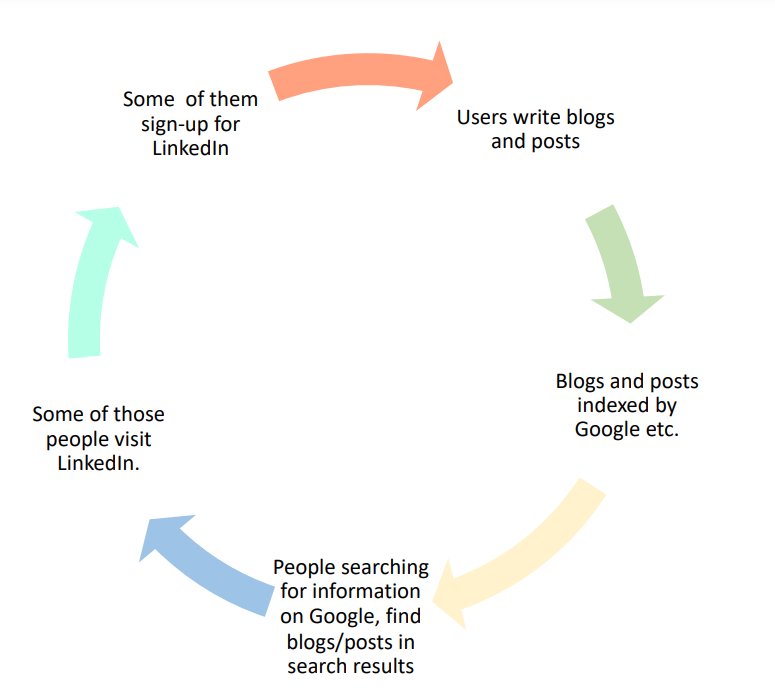 Some of them
sign-up for
LinkedIn
Users write blogs
and posts
Blogs and posts
indexed by
Google etc.
People searching
for information
on Google, find
blogs/posts in
search results
Some of those
people visit
LinkedIn.